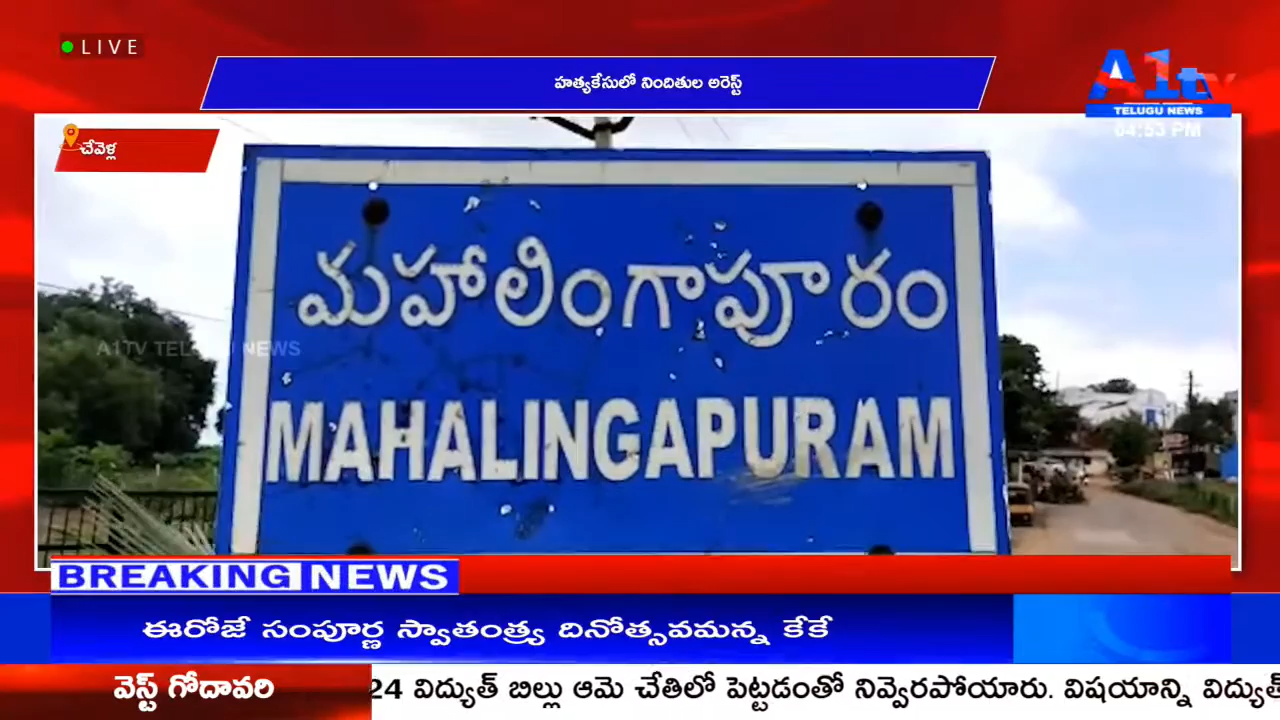 LIVE
హత్యకేసులో నిందితుల అరెస్ట్
A1tv
TELUGU NEWS
04:53 PM
చేవెళ్ల
మహాలింగాపూరం
A1TV TELUGU NEWS
MAHALINGAPURAM
BREAKING NEWS
ఈరోజే సంపూర్ణ స్వాతంత్ర్య దినోత్సవమన్న కేకే
వెస్ట్ గోదావరి
24 విద్యుత్ బిల్లు ఆమె చేతిలో పెట్టడంతో నివ్వెరపోయారు. విషయాన్ని విద్యుత్